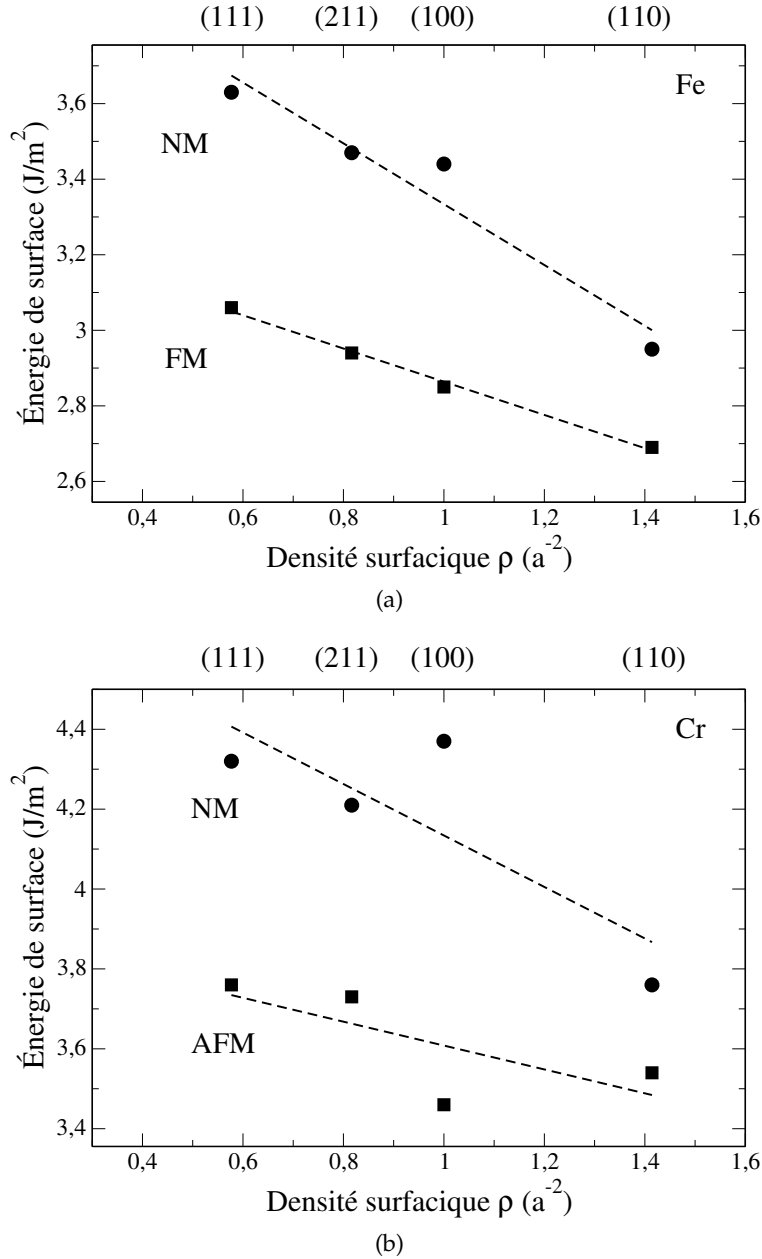 (111) (211) (100) (110)
Fe
3,6
NM
3,4
3,2
3
FM
2,8
2,6
Énergie de surface (J/m²)
0,4 0,6 0,8 1 1,2 1,4 1,6
Densité surfacique ρ (a⁻²)
(a)
(111) (211) (100) (110)
Cr
4,4
NM
4,2
4
3,8
AFM
3,6
3,4
Énergie de surface (J/m²)
0,4 0,6 0,8 1 1,2 1,4 1,6
Densité surfacique ρ (a⁻²)
(b)